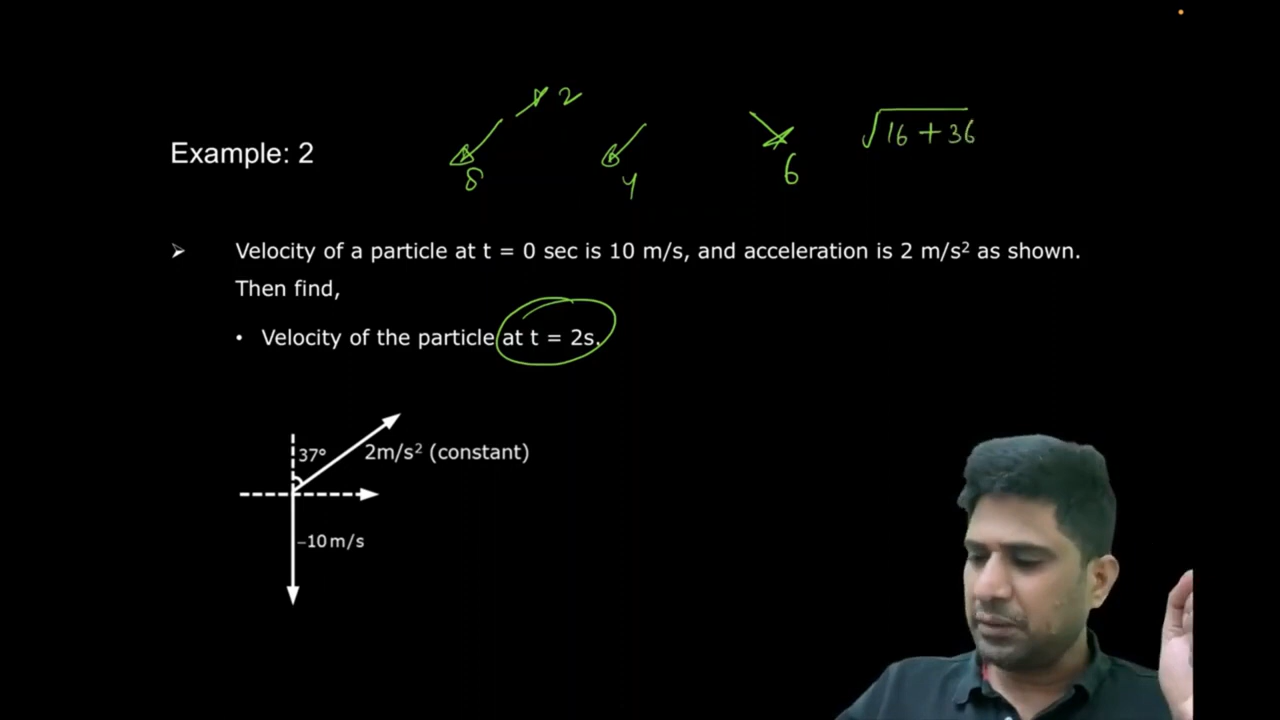 2
√16 + 36
Example: 2
8
4
6
➢ Velocity of a particle at t = 0 sec is 10 m/s, and acceleration is 2 m/s² as shown.
Then find,
• Velocity of the particle at t = 2s.
37°
2m/s² (constant)
–10 m/s